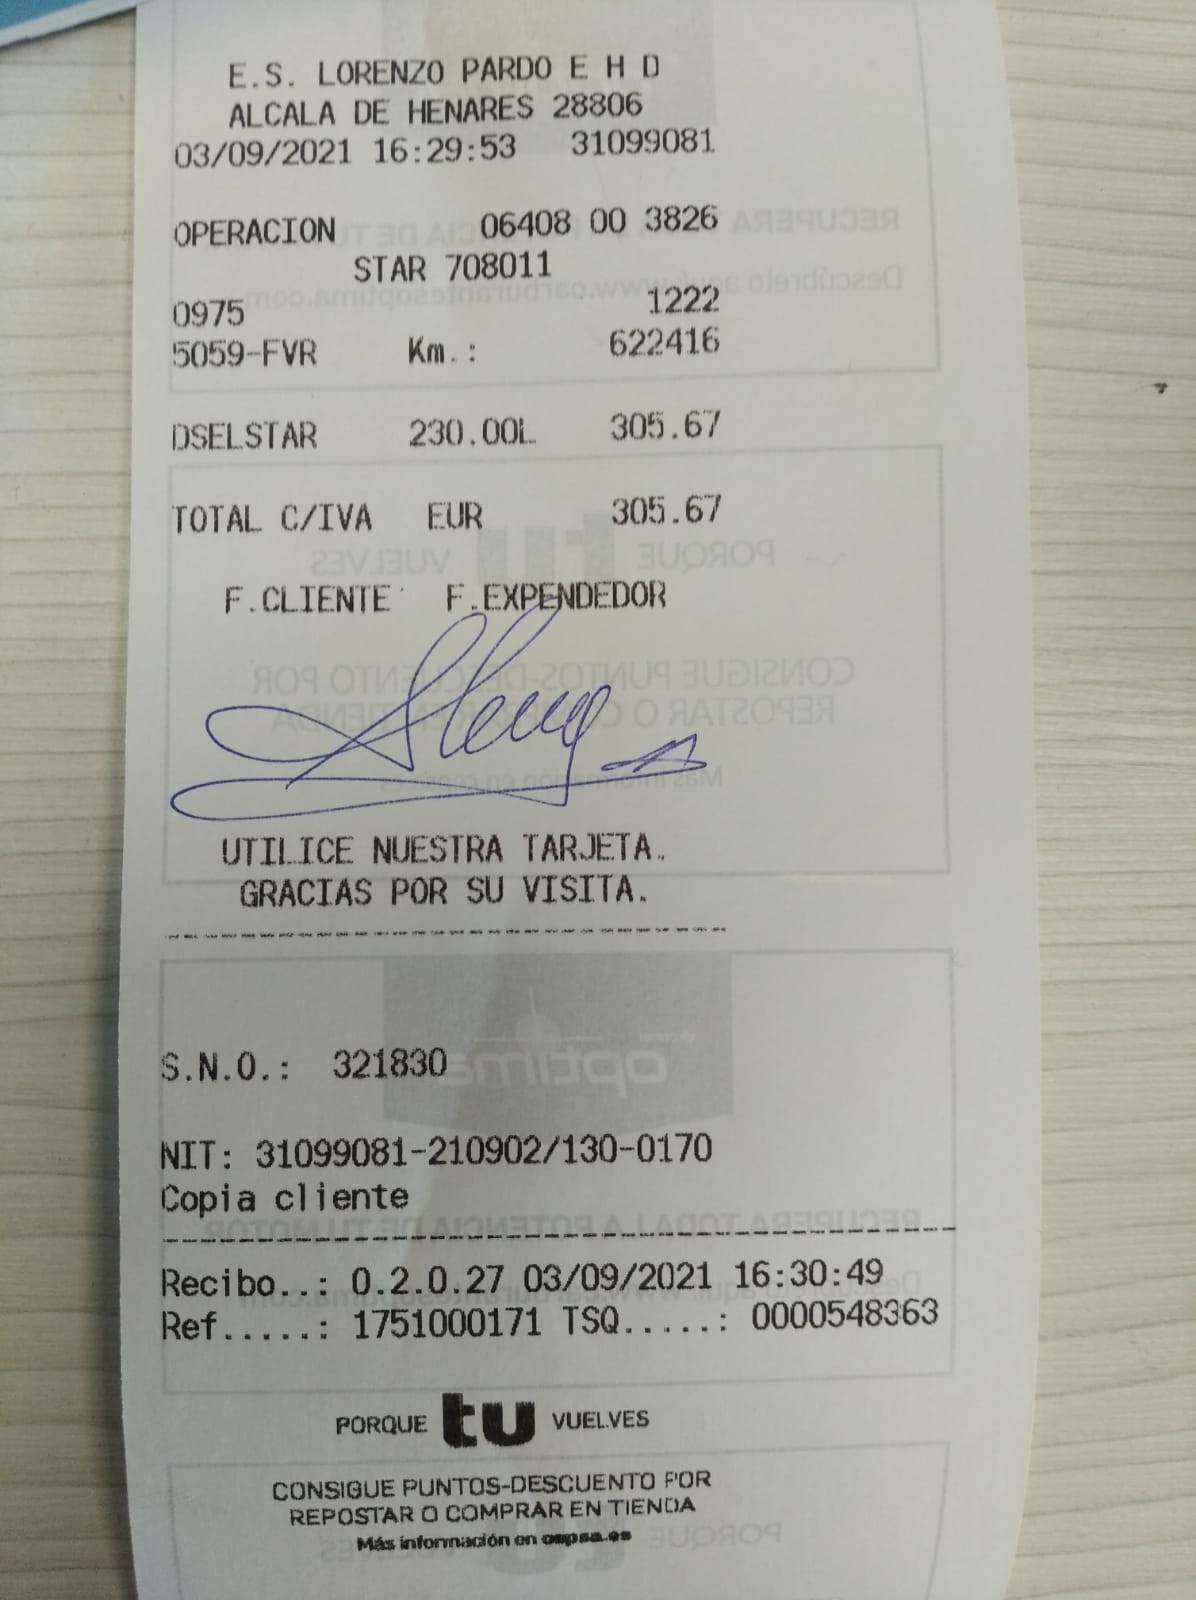 E.S. LORENZO PARDO E H D
ALCALA DE HENARES 28806
03/09/2021 16:29:53 31099081
OPERACION 06408 00 3826
STAR 708011
0975 1222
5059-FVR Km.: 622416
DSELSTAR 230.00L 305.67
TOTAL C/IVA EUR 305.67
F.CLIENTE F.EXPENDEDOR
UTILICE NUESTRA TARJETA.
GRACIAS POR SU VISITA.
S.N.O.: 321830
NIT: 31099081-210902/130-0170
Copia cliente
Recibo..: 0.2.0.27 03/09/2021 16:30:49
Ref.....: 1751000171 TSQ.....: 0000548363
PORQUE tu VUELVES
CONSIGUE PUNTOS-DESCUENTO POR
REPOSTAR O COMPRAR EN TIENDA
Más información en cepsa.es